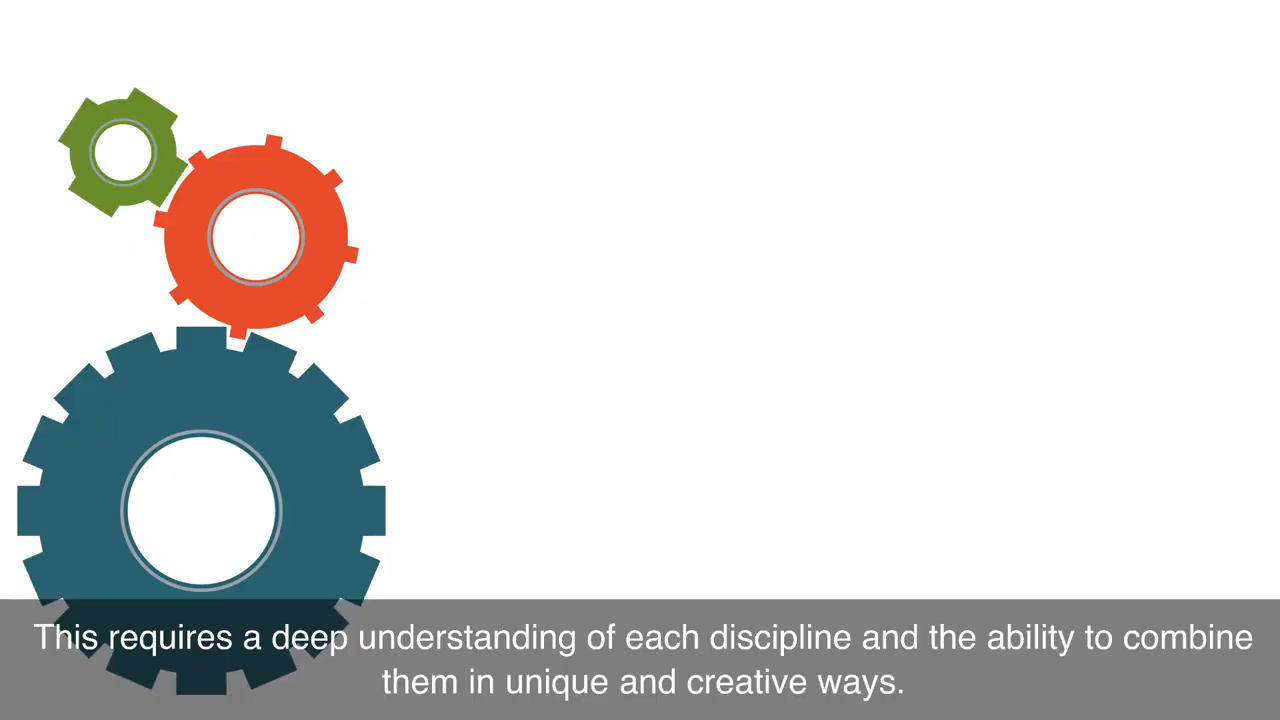 This requires a deep understanding of each discipline and the ability to combine
them in unique and creative ways.